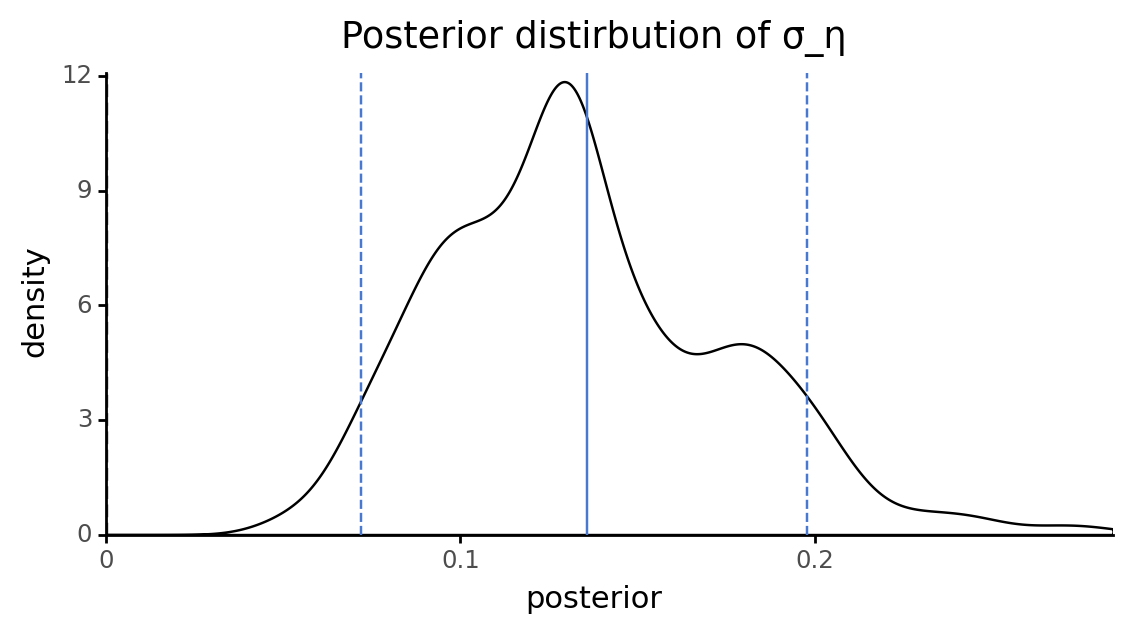 Posterior distirbution of σ_η
12
9
6
3
0
density
0
0.1
0.2
posterior